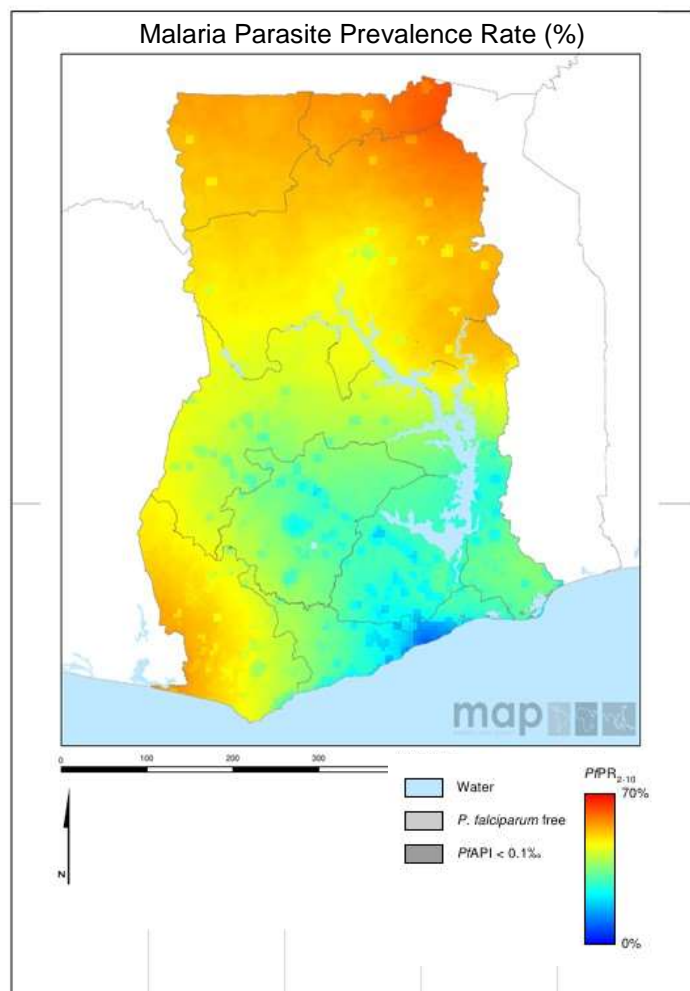 Malaria Parasite Prevalence Rate (%)
map
0 100 200 300
Water
P. falciparum free
PfAPI < 0.1‰
PfPR2-10
70%
0%
N